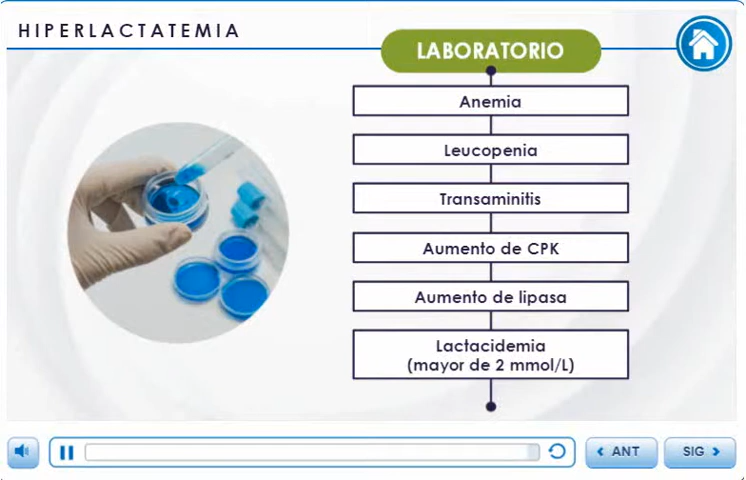 HIPERLACTATEMIA
LABORATORIO
Anemia
Leucopenia
Transaminitis
Aumento de CPK
Aumento de lipasa
Lactacidemia
(mayor de 2 mmol/L)
ANT
SIG